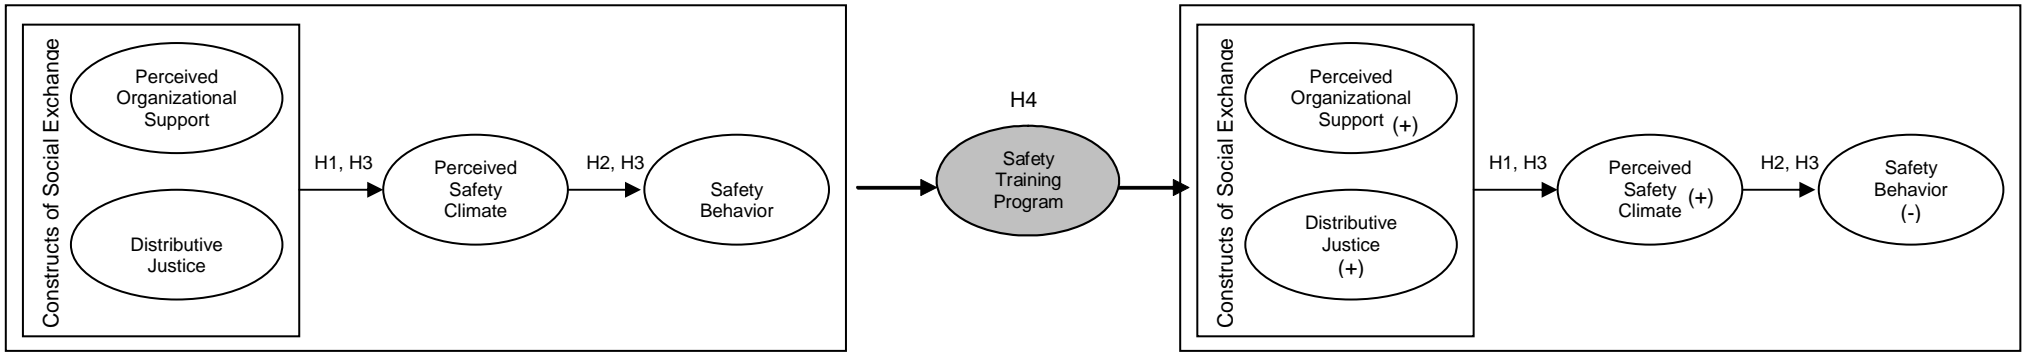 Constructs of Social Exchange
Perceived
Organizational
Support
Distributive
Justice
H1, H3
Perceived
Safety
Climate
H2, H3
Safety
Behavior
H4
Safety
Training
Program
Constructs of Social Exchange
Perceived
Organizational
Support (+)
Distributive
Justice
(+)
H1, H3
Perceived
Safety
Climate (+)
H2, H3
Safety
Behavior
(-)